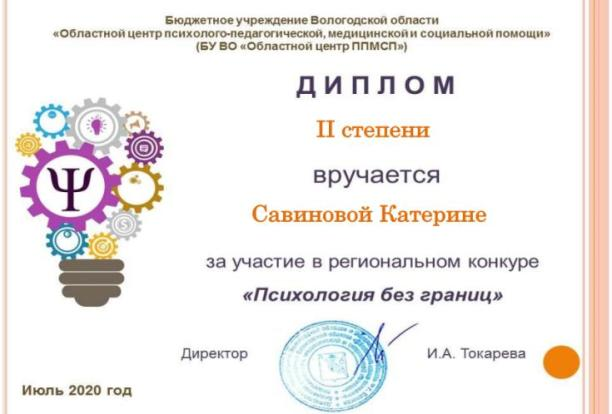 Бюджетное учреждение Вологодской области
«Областной центр психолого-педагогической, медицинской и социальной помощи»
(БУ ВО «Областной центр ППМСП»)
ДИПЛОМ
II степени
вручается
Савиновой Катерине
за участие в региональном конкурсе
«Психология без границ»
Директор И.А. Токарева
Июль 2020 год